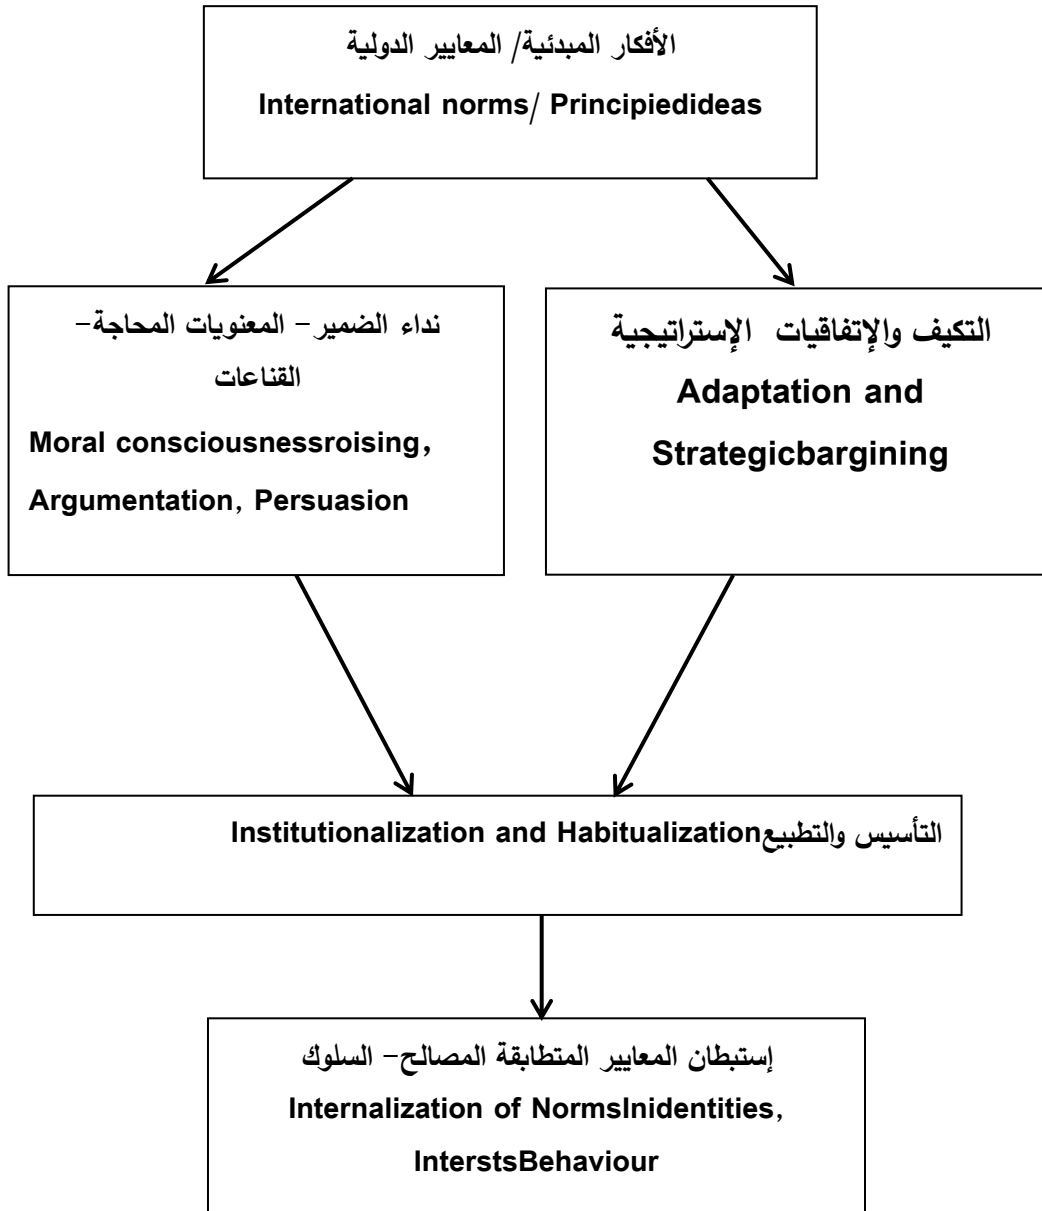 الأفكار المبدئية/ المعايير الدولية
International norms/ Principiedideas
نداء الضمير- المعنويات المحاجة-
القناعات
Moral consciousnessroising,
Argumentation, Persuasion
التكيف والإتفاقيات الإستراتيجية
Adaptation and
Strategicbargining
التأسيس والتطبيعInstitutionalization and Habitualization
إستبطان المعايير المتطابقة المصالح- السلوك
Internalization of NormsInidentities,
InterstsBehaviour